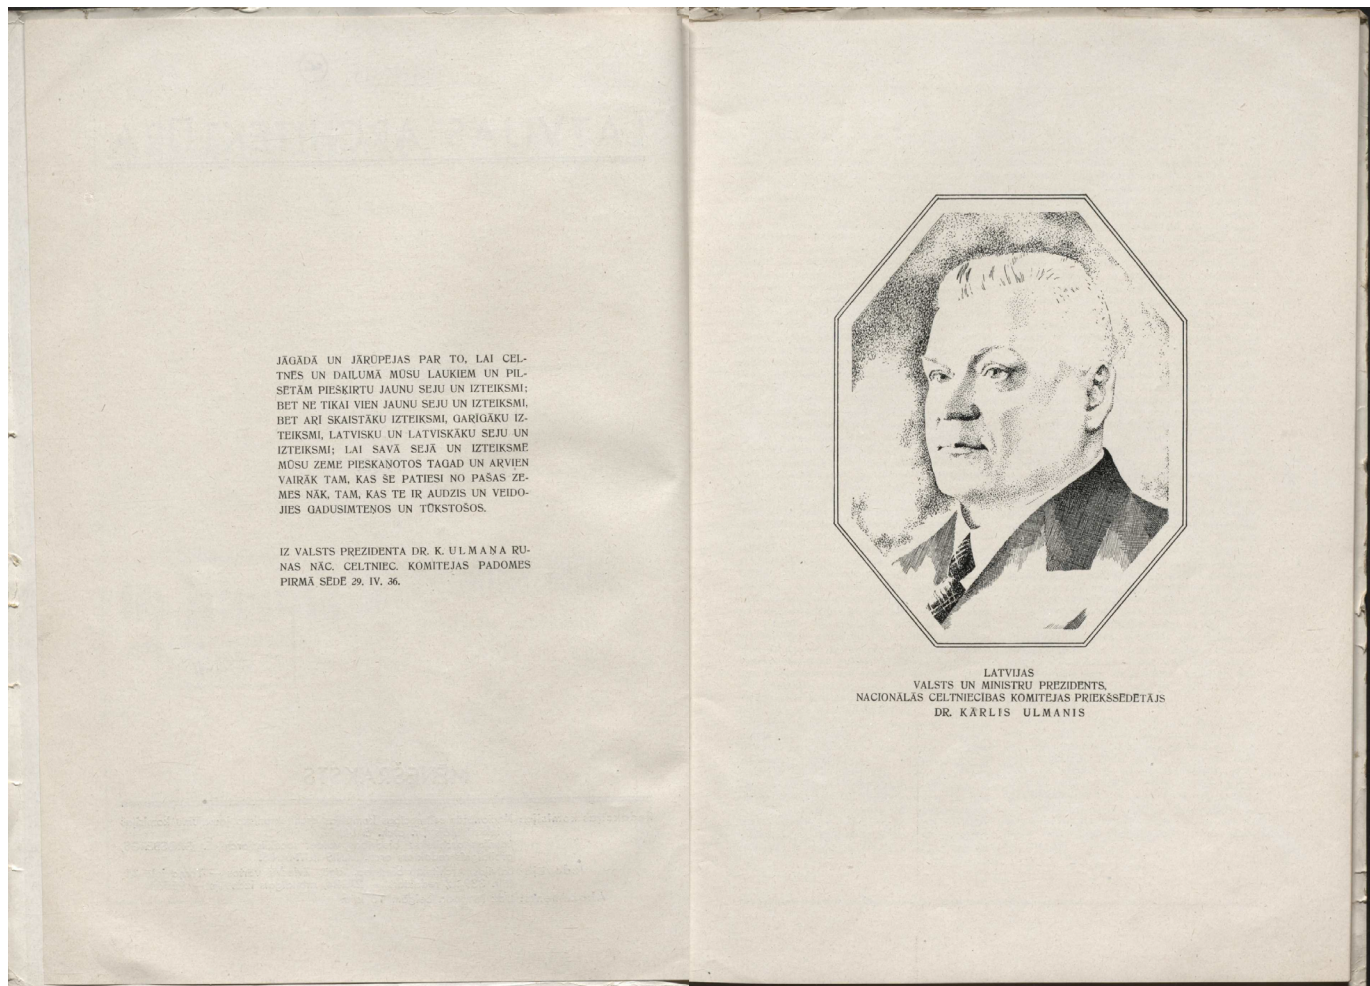 JĀGĀDĀ UN JĀRŪPĒJAS PAR TO, LAI CEL-
TNĒS UN DAIĻUMĀ MŪSU LAUKIEM UN PIL-
SĒTĀM PIEŠĶIRTU JAUNU SEJU UN IZTEIKSMI;
BET NE TIKAI VIEN JAUNU SEJU UN IZTEIKSMI,
BET ARĪ SKAISTĀKU IZTEIKSMI, GARĪGĀKU IZ-
TEIKSMI, LATVISKU UN LATVISKĀKU SEJU UN
IZTEIKSMI; LAI SAVĀ SEJĀ UN IZTEIKSMĒ
MŪSU ZEME PIESKAŅOTOS TAGAD UN ARVIEN
VAIRĀK TAM, KAS ŠE PATIESI NO PAŠAS ZE-
MES NĀK, TAM, KAS TE IR AUDZIS UN VEIDO-
JIES GADUSIMTEŅOS UN TŪKSTOŠOS.
IZ VALSTS PREZIDENTA DR. K. ULMAŅA RU-
NAS NĀC. CELTNIEC. KOMITEJAS PADOMES
PIRMĀ SĒDĒ 29. IV. 36.
LATVIJAS
VALSTS UN MINISTRU PREZIDENTS,
NACIONĀLĀS CELTNIECĪBAS KOMITEJAS PRIEKŠSĒDĒTĀJS
DR. KĀRLIS ULMANIS